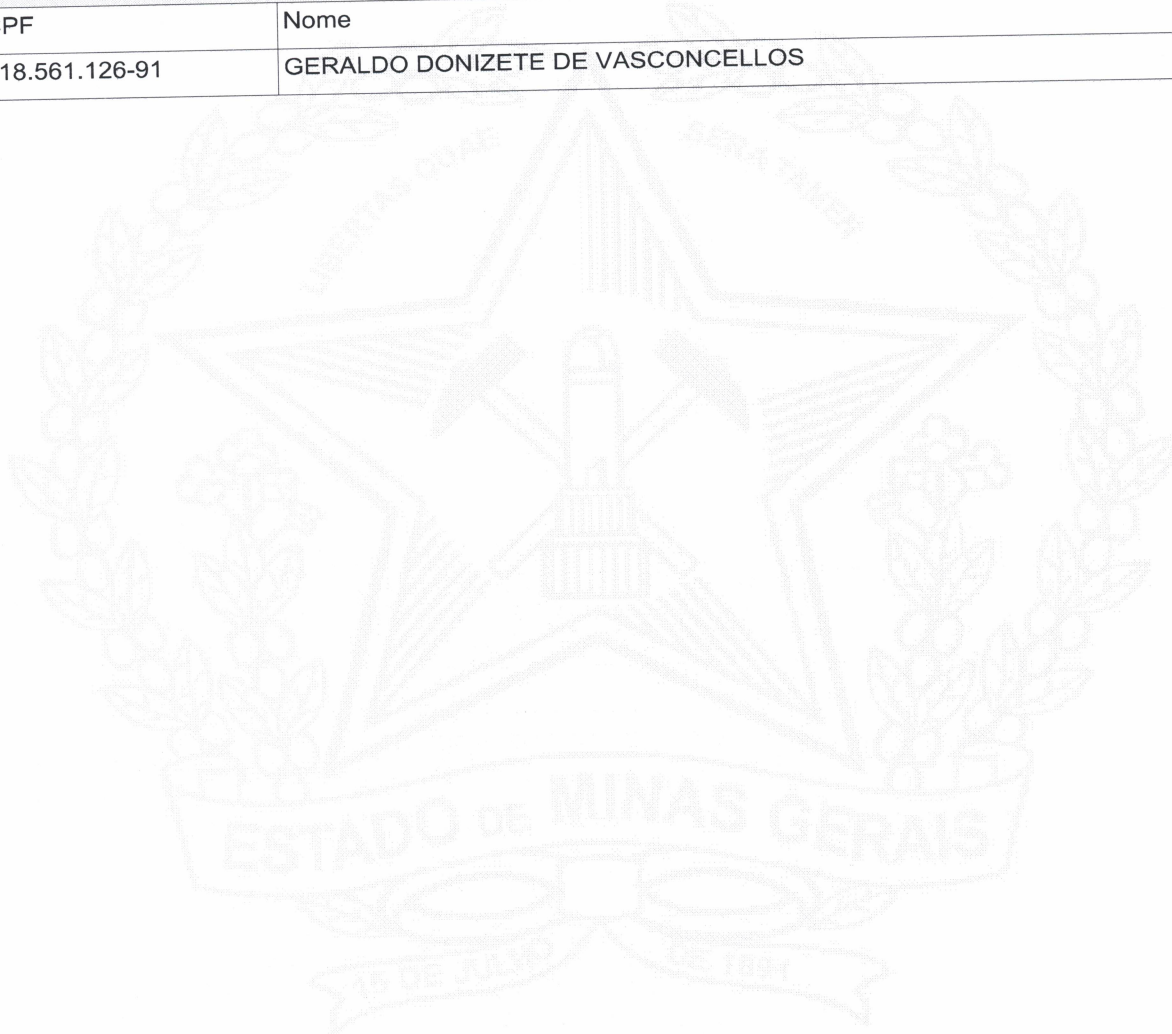 PF Nome
18.561.126-91 GERALDO DONIZETE DE VASCONCELLOS
LIBERTAS QUAE SERA TAMEN
ESTADO DE MINAS GERAIS
15 DE JULHO DE 1891